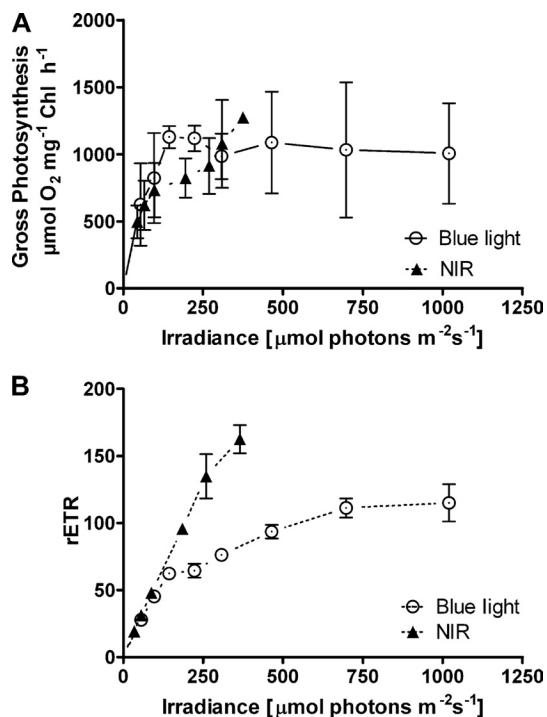 A
Gross Photosynthesis
µmol O2 mg-1 Chl h-1
2000
1500
1000
500
0
0 250 500 750 1000 1250
Blue light
NIR
Irradiance [µmol photons m-2s-1]
B
rETR
200
150
100
50
0
0 250 500 750 1000 1250
Blue light
NIR
Irradiance [µmol photons m-2s-1]